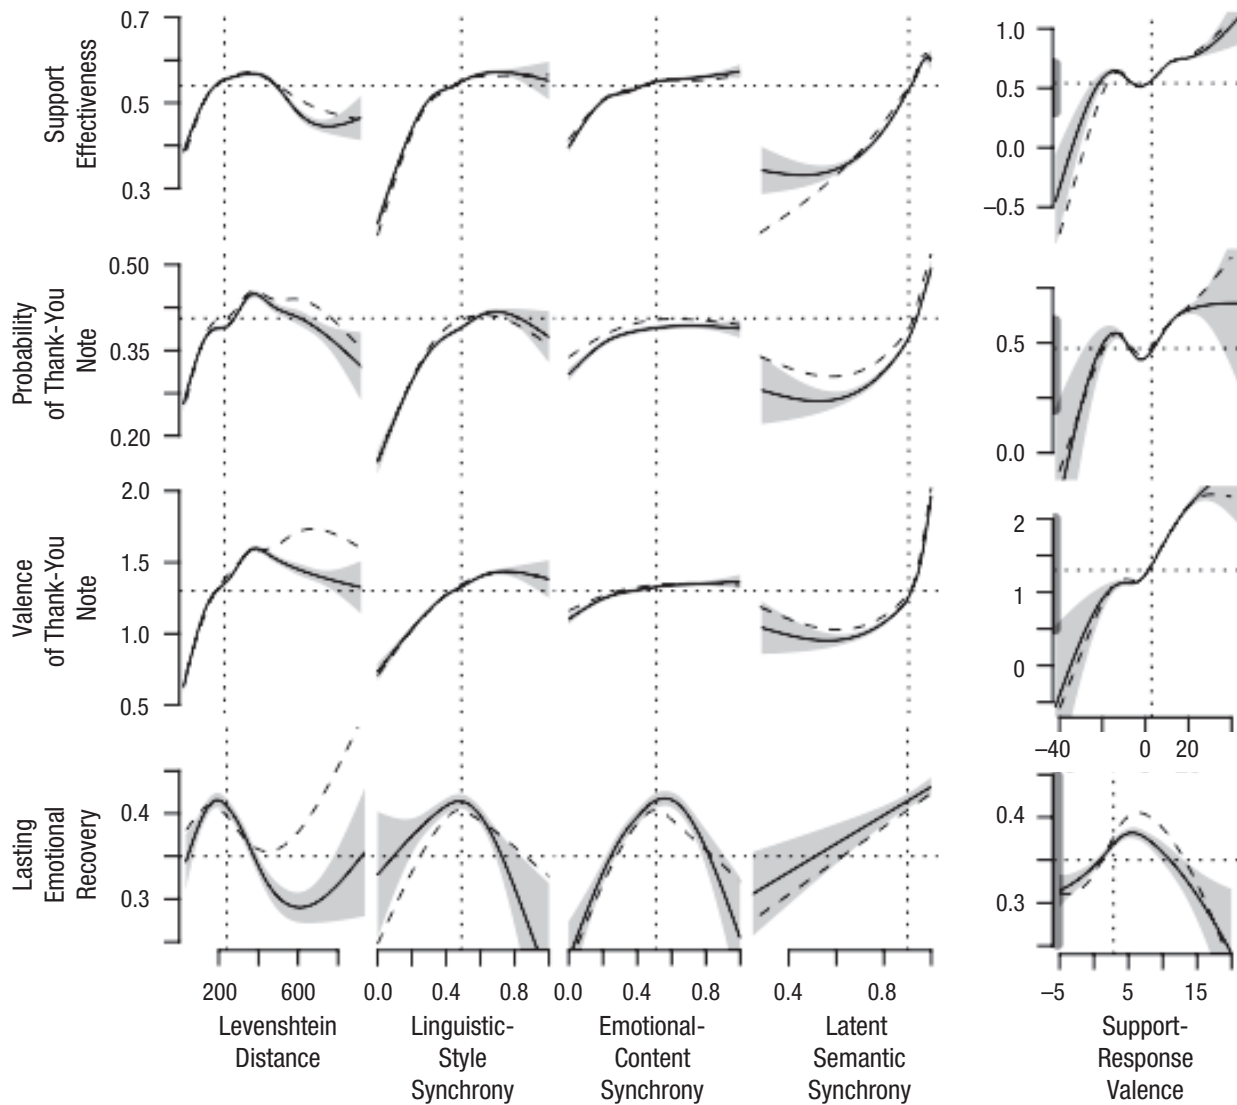 Support
Effectiveness
0.7
0.5
0.3
1.0
0.5
0.0
–0.5
Probability
of Thank-You
Note
0.50
0.35
0.20
0.5
0.0
Valence
of Thank-You
Note
2.0
1.5
1.0
0.5
2
1
0
–40 0 20
Lasting
Emotional
Recovery
0.4
0.3
0.4
0.3
200 600
0.0 0.4 0.8
0.0 0.4 0.8
0.4 0.8
–5 5 15
Levenshtein
Distance
Linguistic-
Style
Synchrony
Emotional-
Content
Synchrony
Latent
Semantic
Synchrony
Support-
Response
Valence